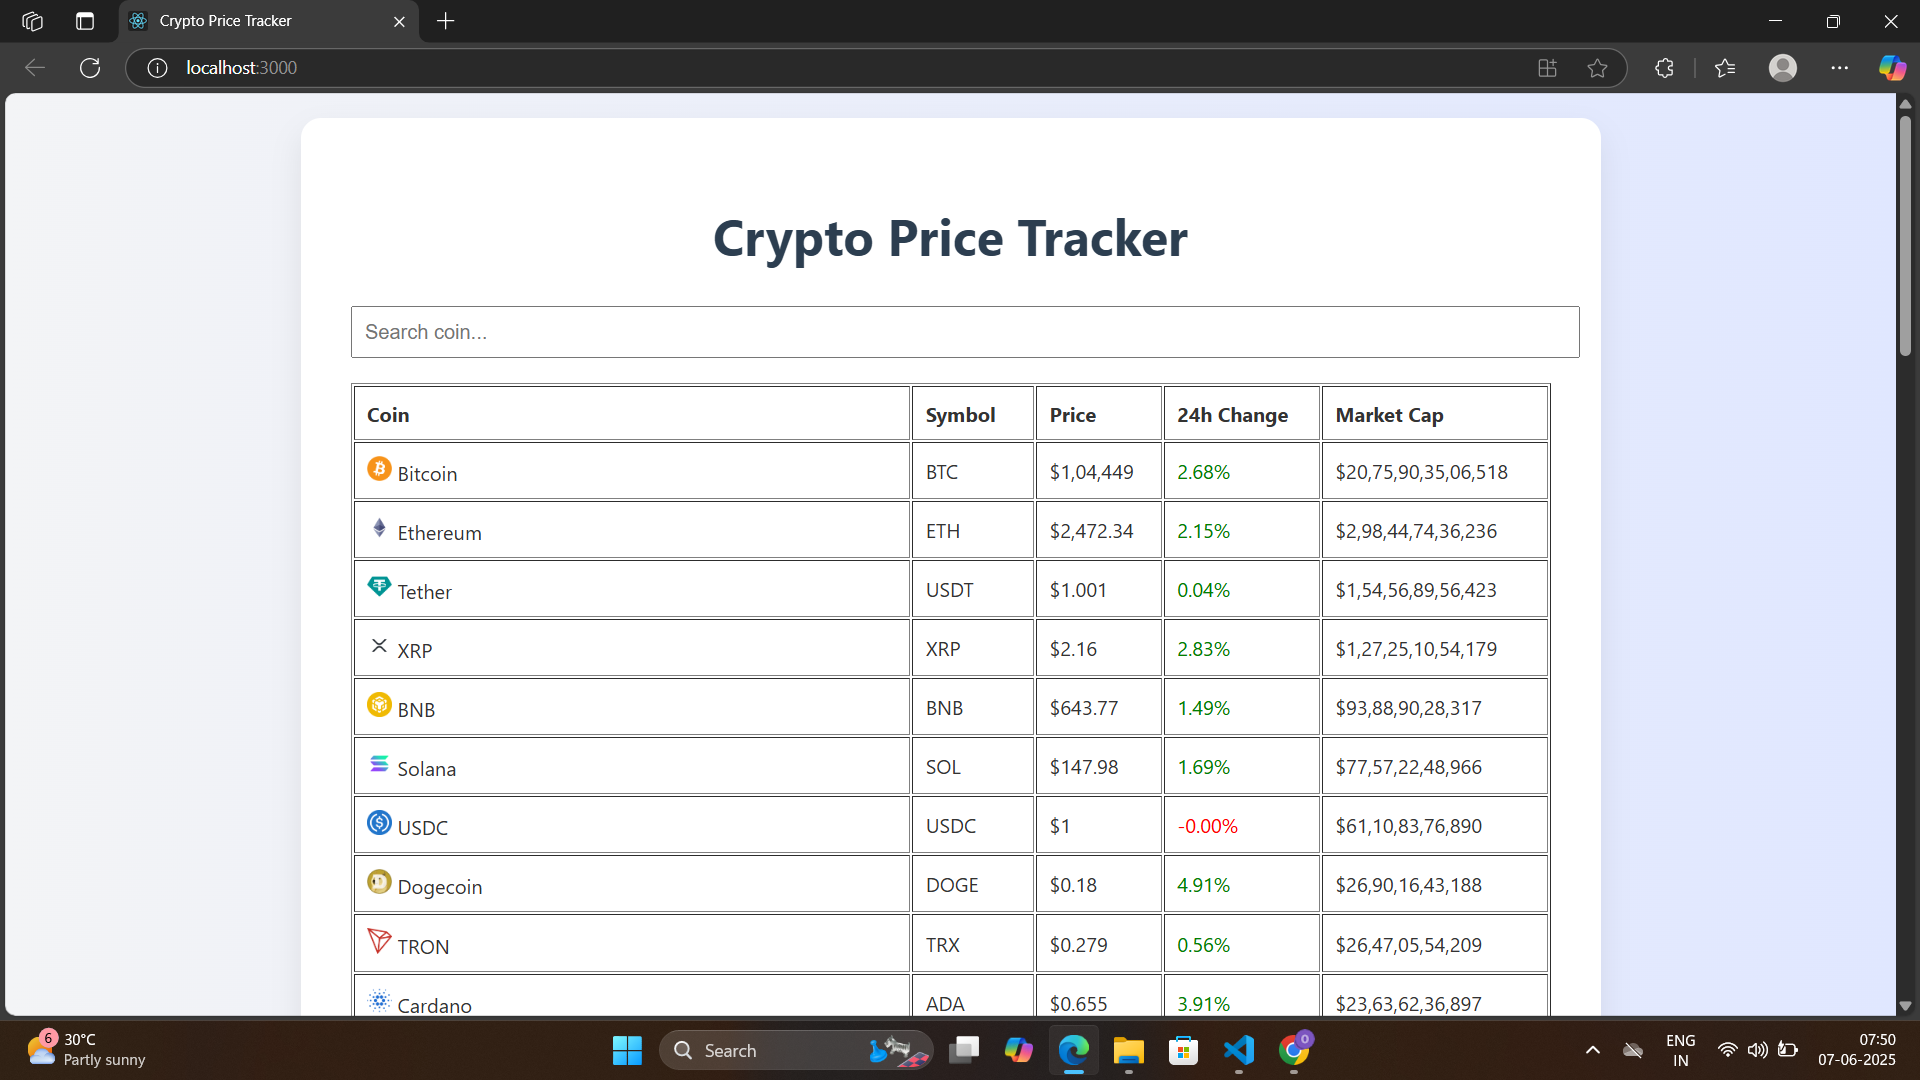 Crypto Price Tracker
localhost:3000
Crypto Price Tracker
Search coin...
Coin Symbol Price 24h Change Market Cap
Bitcoin BTC $1,04,449 2.68% $20,75,90,35,06,518
Ethereum ETH $2,472.34 2.15% $2,98,44,74,36,236
Tether USDT $1.001 0.04% $1,54,56,89,56,423
XRP XRP $2.16 2.83% $1,27,25,10,54,179
BNB BNB $643.77 1.49% $93,88,90,28,317
Solana SOL $147.98 1.69% $77,57,22,48,966
USDC USDC $1 -0.00% $61,10,83,76,890
Dogecoin DOGE $0.18 4.91% $26,90,16,43,188
TRON TRX $0.279 0.56% $26,47,05,54,209
Cardano ADA $0.655 3.91% $23,63,62,36,897
6 30°C
Partly sunny
Search
0
ENG
IN
07:50
07-06-2025